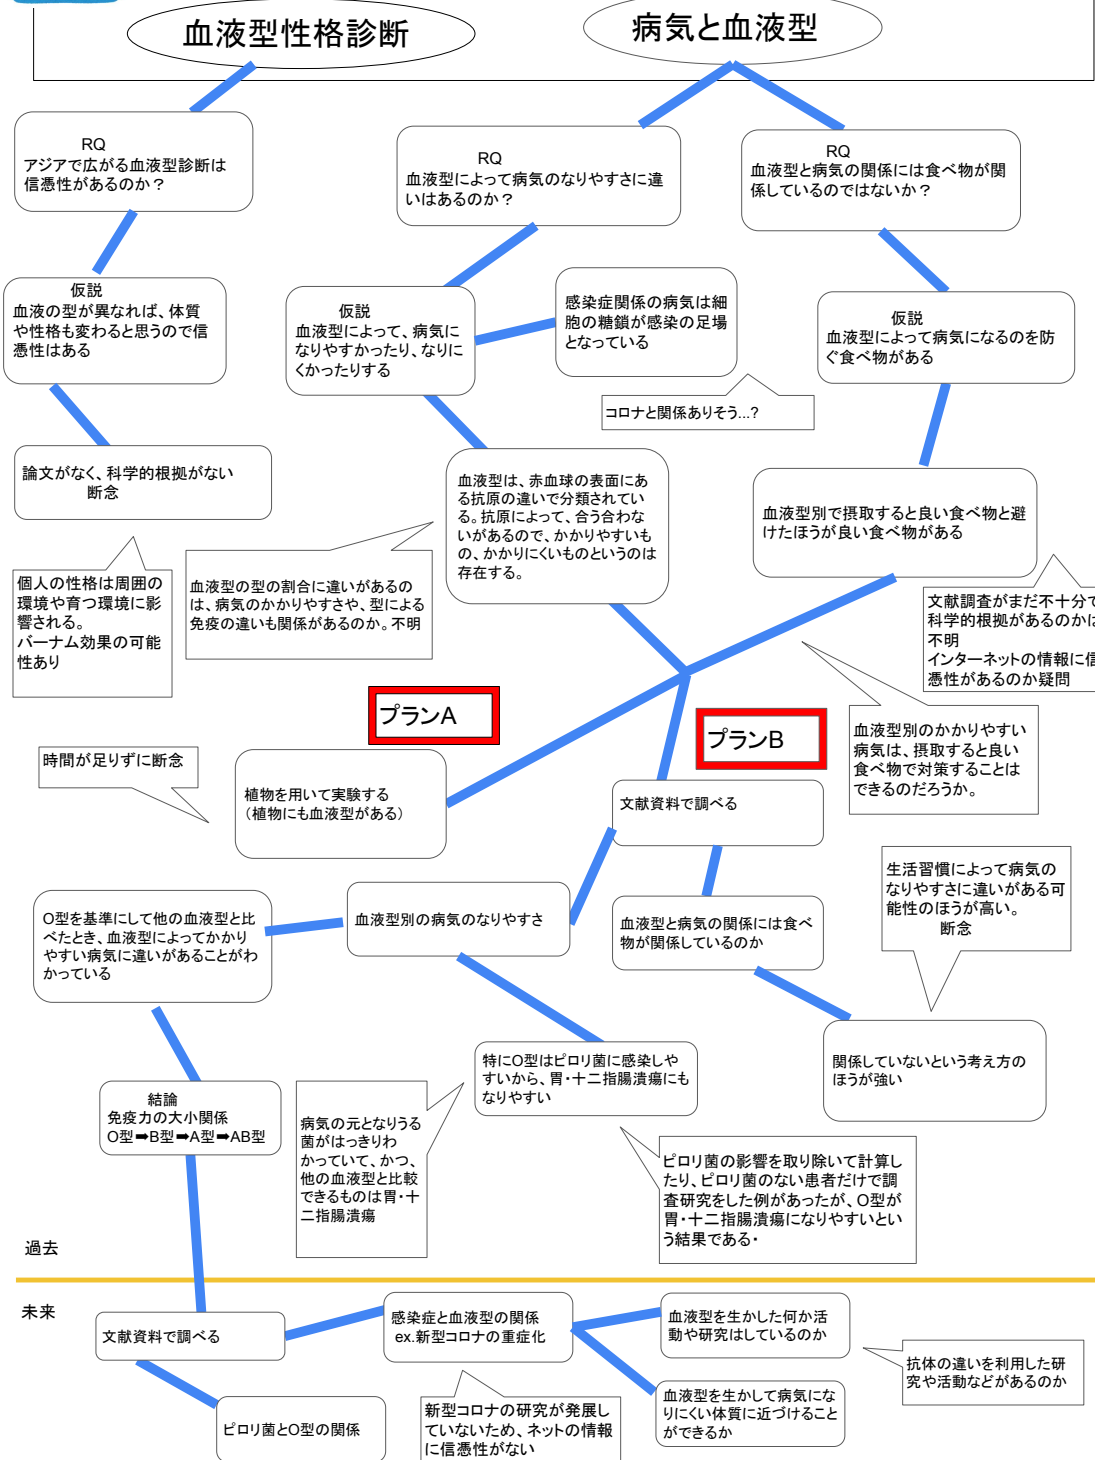 血液型性格診断
病気と血液型
RQ
アジアで広がる血液型診断は
信憑性があるのか？
RQ
血液型によって病気のなりやすさに違
いはあるのか？
RQ
血液型と病気の関係には食べ物が関
係しているのではないか？
仮説
血液の型が異なれば、体質
や性格も変わると思うので信
憑性はある
仮説
血液型によって、病気に
なりやすかったり、なりに
くかったりする
感染症関係の病気は細
胞の糖鎖が感染の足場
となっている
仮説
血液型によって病気になるのを防
ぐ食べ物がある
コロナと関係ありそう...?
論文がなく、科学的根拠がない
断念
血液型は、赤血球の表面にあ
る抗原の違いで分類されてい
る。抗原によって、合う合わな
いがあるので、かかりやすいも
の、かかりにくいものというのは
存在する。
血液型別で摂取すると良い食べ物と避
けたほうが良い食べ物がある
個人の性格は周囲の
環境や育つ環境に影
響される。
バーナム効果の可能
性あり
血液型の型の割合に違いがあるの
は、病気のかかりやすさや、型による
免疫の違いも関係があるのか。不明
文献調査がまだ不十分で
科学的根拠があるのかは
不明
インターネットの情報に信
憑性があるのか疑問
プランA
プランB
血液型別のかかりやすい
病気は、摂取すると良い
食べ物で対策することは
できるのだろうか。
時間が足りずに断念
植物を用いて実験する
（植物にも血液型がある）
文献資料で調べる
生活習慣によって病気の
なりやすさに違いがある可
能性のほうが高い。
断念
O型を基準にして他の血液型と比
べたとき、血液型によってかかり
やすい病気に違いがあることがわ
かっている
血液型別の病気のなりやすさ
血液型と病気の関係には食べ
物が関係しているのか
関係していないという考え方の
ほうが強い
特にO型はピロリ菌に感染しや
すいから、胃・十二指腸潰瘍にも
なりやすい
結論
免疫力の大小関係
O型➡B型➡A型➡AB型
病気の元となりうる
菌がはっきりわ
かっていて、かつ、
他の血液型と比較
できるものは胃・十
二指腸潰瘍
ピロリ菌の影響を取り除いて計算し
たり、ピロリ菌のない患者だけで調
査研究をした例があったが、O型が
胃・十二指腸潰瘍になりやすいとい
う結果である・
過去
未来
文献資料で調べる
感染症と血液型の関係
ex.新型コロナの重症化
血液型を生かした何か活
動や研究はしているのか
抗体の違いを利用した研
究や活動などがあるのか
ピロリ菌とO型の関係
新型コロナの研究が発展し
ていないため、ネットの情報
に信憑性がない
血液型を生かして病気にな
りにくい体質に近づけること
ができるか